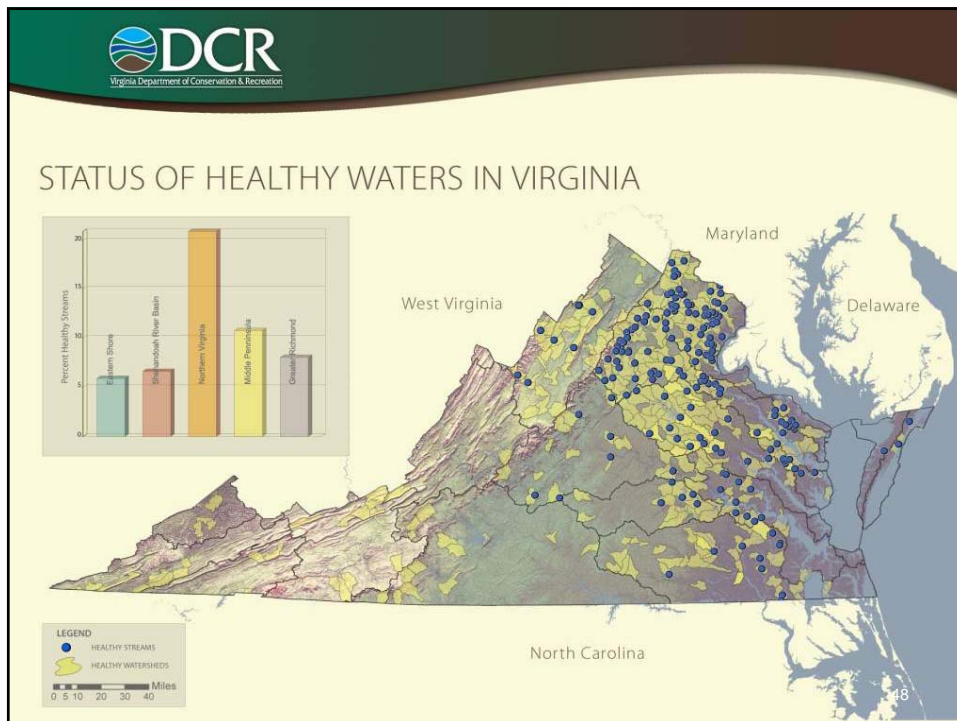 DCR
Virginia Department of Conservation & Recreation
STATUS OF HEALTHY WATERS IN VIRGINIA
Percent Healthy Streams
20
15
10
5
0
Eastern Shore
Shenandoah River Basin
Northern Virginia
Middle Penninsula
Greater Richmond
Maryland
West Virginia
Delaware
North Carolina
LEGEND
HEALTHY STREAMS
HEALTHY WATERSHEDS
Miles
0 5 10 20 30 40
48